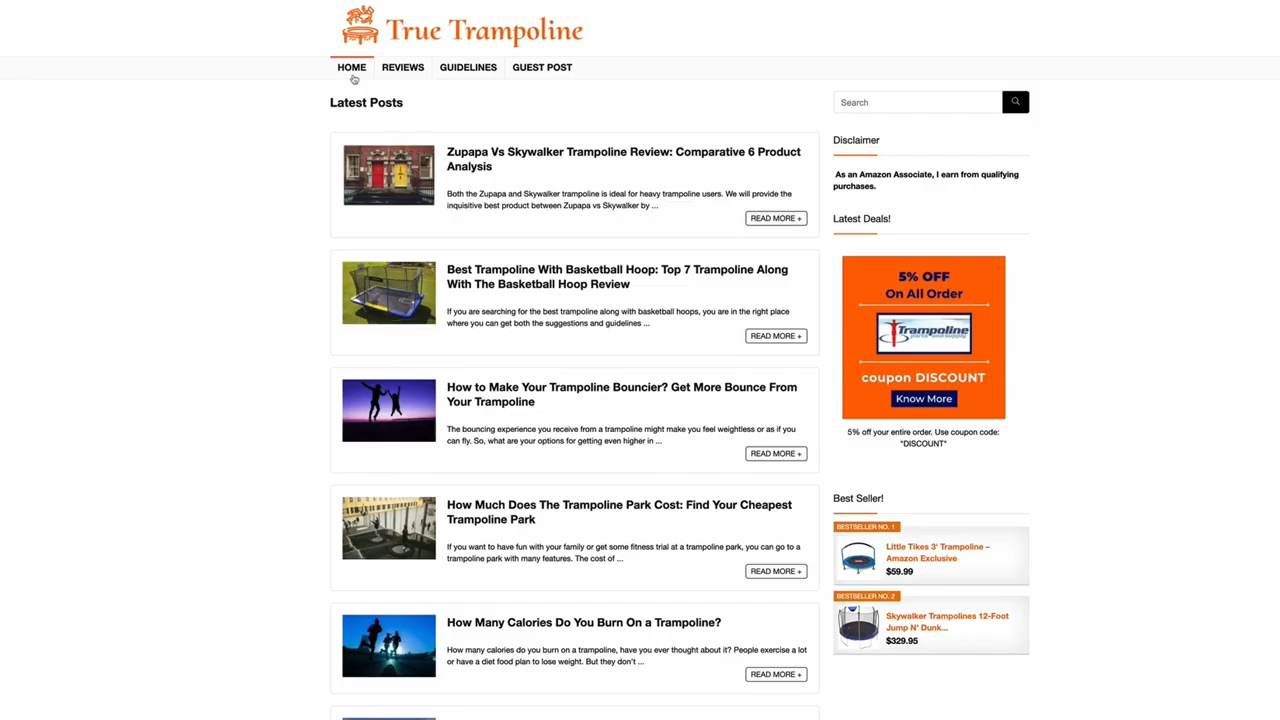 True Trampoline
HOME
REVIEWS
GUIDELINES
GUEST POST
Latest Posts
Zupapa Vs Skywalker Trampoline Review: Comparative 6 Product
Analysis
Both the Zupapa and Skywalker trampoline is ideal for heavy trampoline users. We will provide the
inquisitive best product between Zupapa vs Skywalker by ...
READ MORE +
Best Trampoline With Basketball Hoop: Top 7 Trampoline Along
With The Basketball Hoop Review
If you are searching for the best trampoline along with basketball hoops, you are in the right place
where you can get both the suggestions and guidelines ...
READ MORE +
How to Make Your Trampoline Bouncier? Get More Bounce From
Your Trampoline
The bouncing experience you receive from a trampoline might make you feel weightless or as if you
can fly. So, what are your options for getting even higher in ...
READ MORE +
How Much Does The Trampoline Park Cost: Find Your Cheapest
Trampoline Park
If you want to have fun with your family or get some fitness trial at a trampoline park, you can go to a
trampoline park with many features. The cost of ...
READ MORE +
How Many Calories Do You Burn On a Trampoline?
How many calories do you burn on a trampoline, have you ever thought about it? People exercise a lot
or have a diet food plan to lose weight. But they don't ...
READ MORE +
Search
Disclaimer
As an Amazon Associate, I earn from qualifying
purchases.
Latest Deals!
5% OFF
On All Order
Trampoline
coupon DISCOUNT
Know More
5% off your entire order. Use coupon code:
"DISCOUNT"
Best Seller!
BESTSELLER NO. 1
Little Tikes 3' Trampoline –
Amazon Exclusive
$59.99
BESTSELLER NO. 2
Skywalker Trampolines 12-Foot
Jump N' Dunk...
$329.95